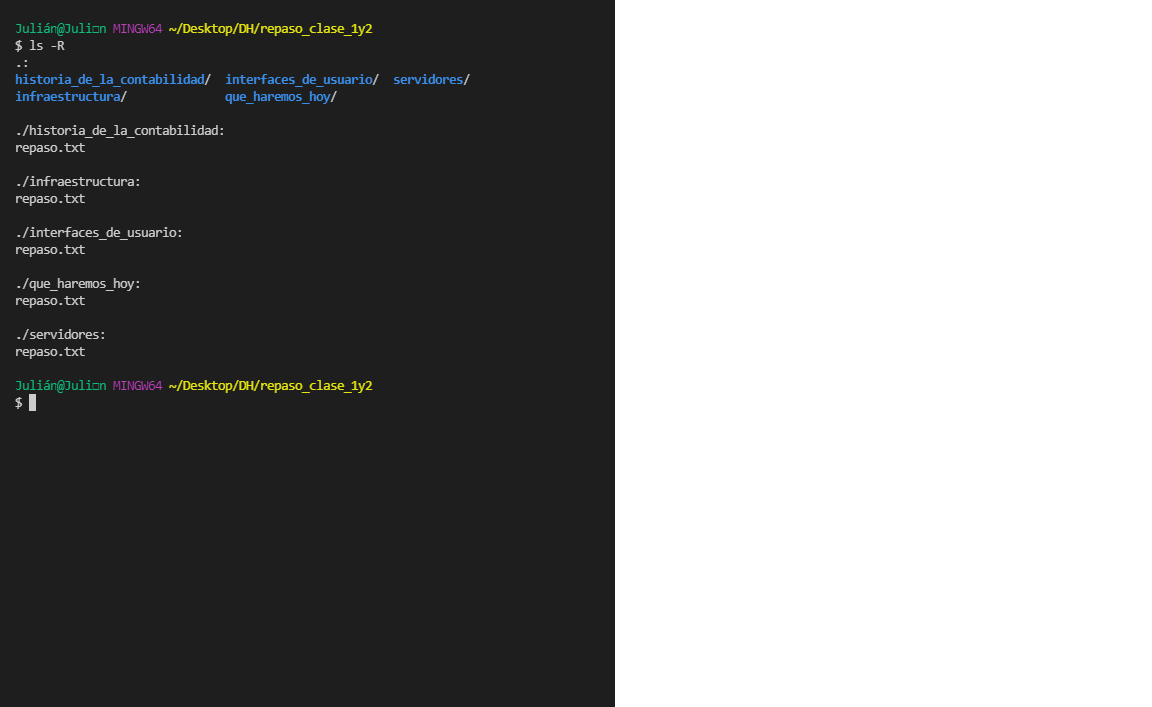 Julián@Juli□n MINGW64 ~/Desktop/DH/repaso_clase_1y2
$ ls -R
.:
historia_de_la_contabilidad/  interfaces_de_usuario/  servidores/
infraestructura/              que_haremos_hoy/
./historia_de_la_contabilidad:
repaso.txt
./infraestructura:
repaso.txt
./interfaces_de_usuario:
repaso.txt
./que_haremos_hoy:
repaso.txt
./servidores:
repaso.txt
Julián@Juli□n MINGW64 ~/Desktop/DH/repaso_clase_1y2
$